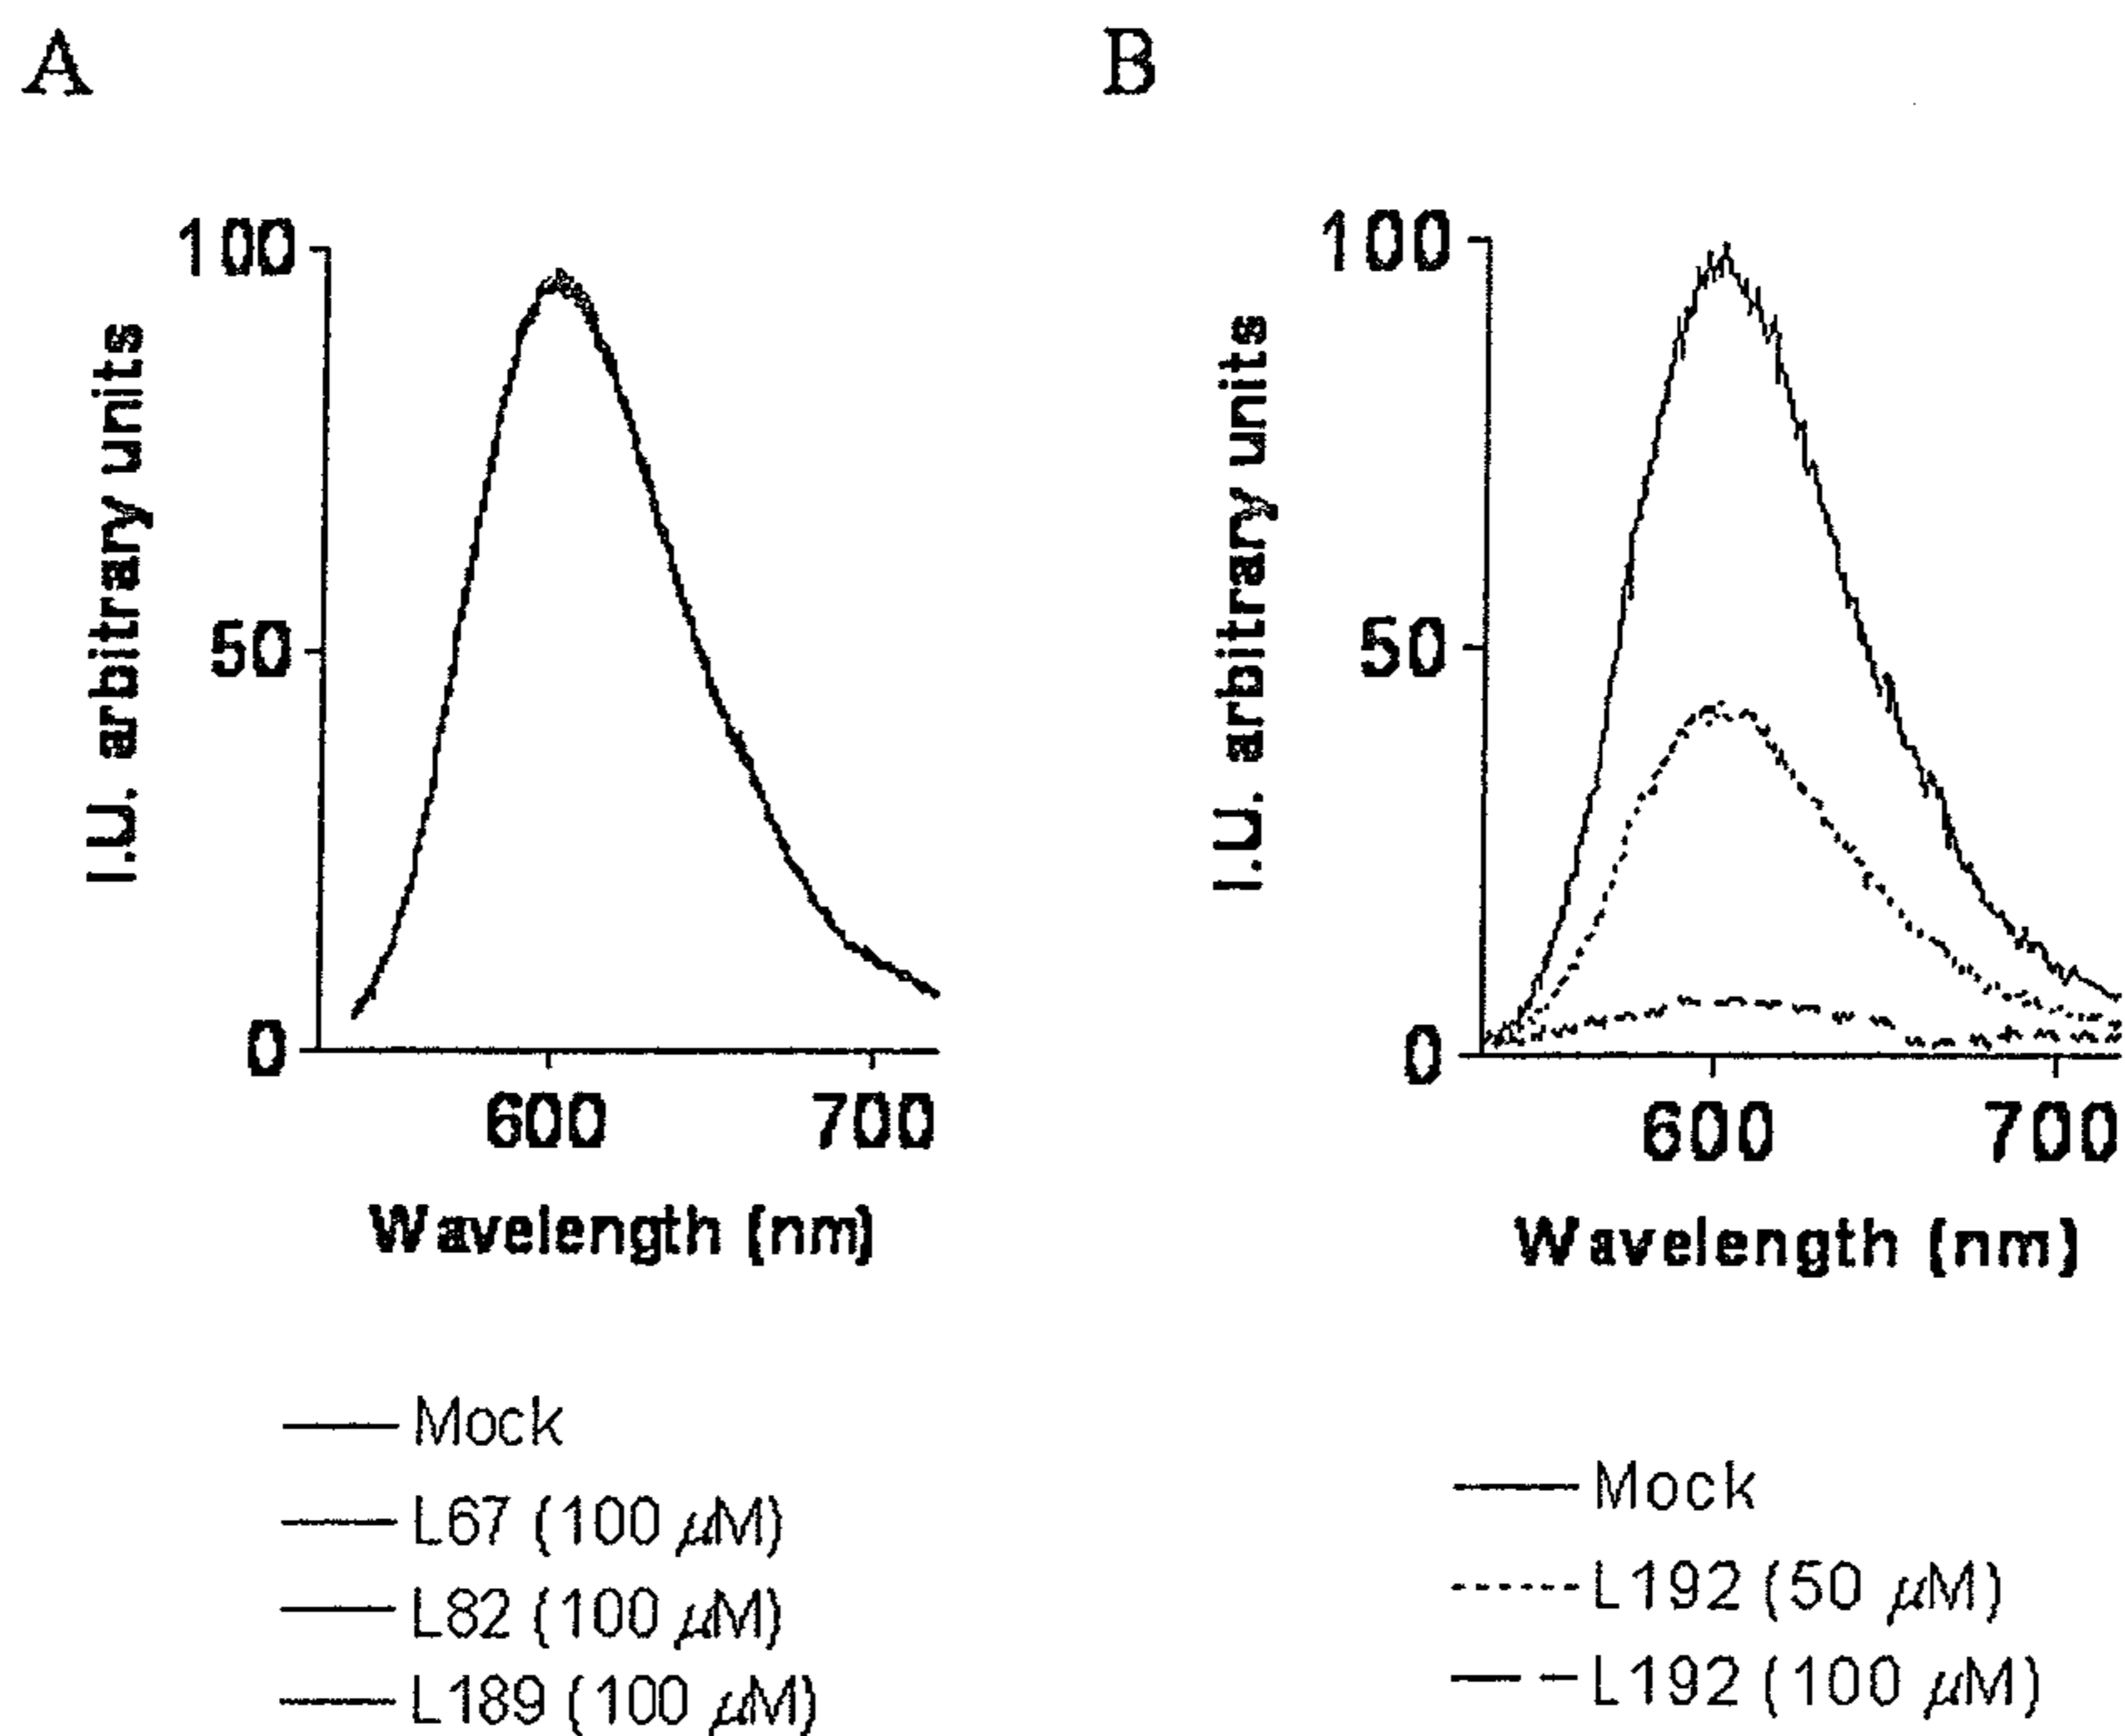 A
100
50
0
I.U. arbitrary units
600
700
Wavelength (nm)
Mock
L67 (100 μM)
L82 (100 μM)
L189 (100 μM)
B
100
50
0
I.U. arbitrary units
600
700
Wavelength (nm)
Mock
L192 (50 μM)
L192 (100 μM)